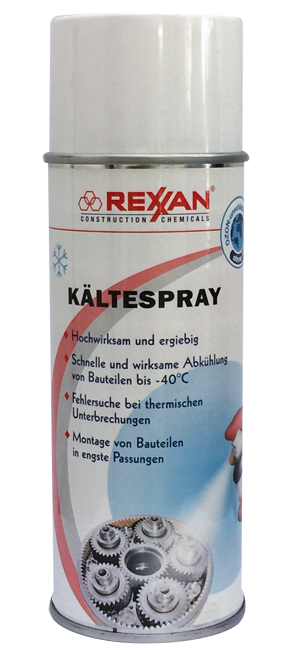 REXXAN®
CONSTRUCTION CHEMICALS
KÄLTESPRAY
Hochwirksam und ergiebig
Schnelle und wirksame Abkühlung
von Bauteilen bis -40°C
Fehlersuche bei thermischen
Unterbrechungen
Montage von Bauteilen
in engste Passungen